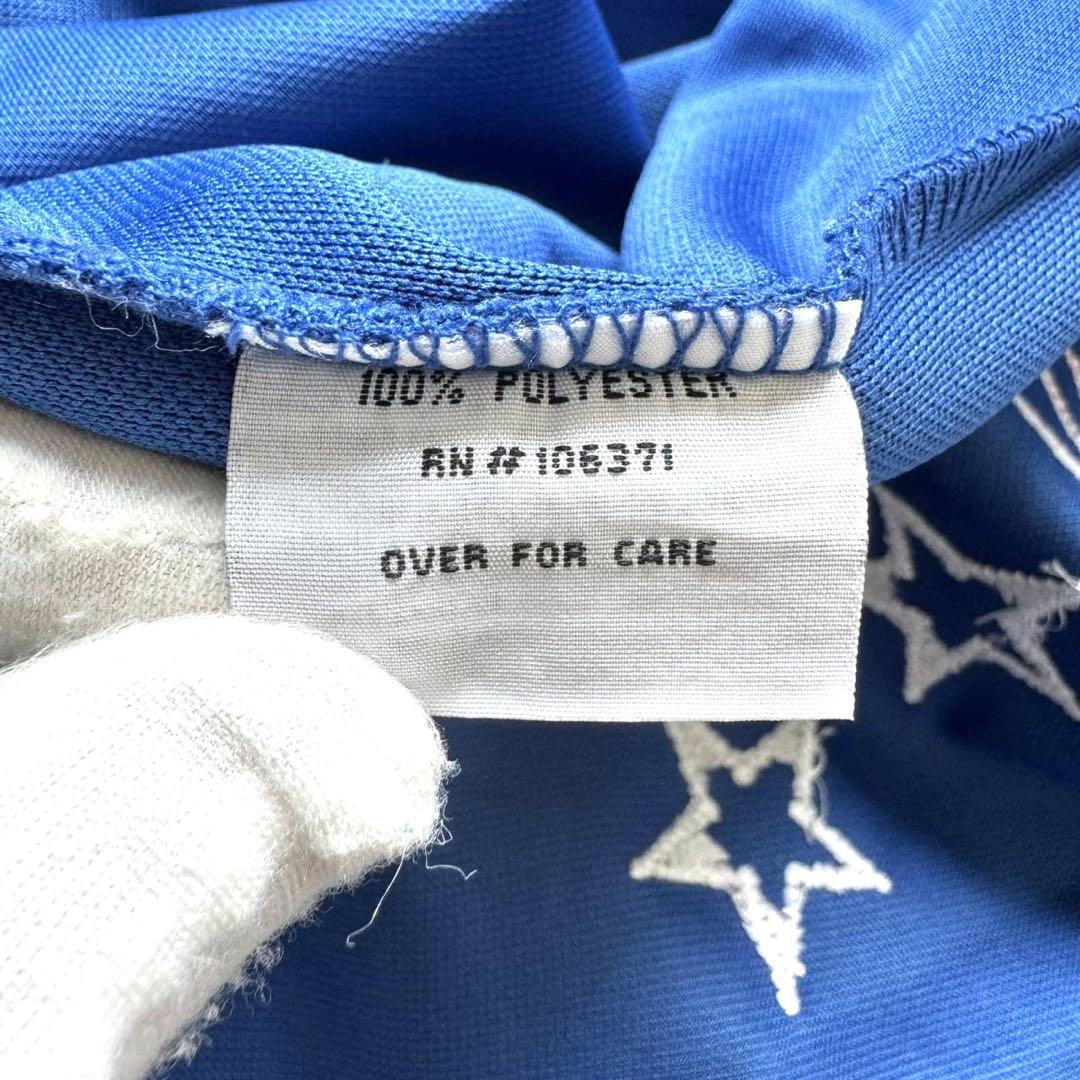 100% POLYESTER
RN#106371
OVER FOR CARE